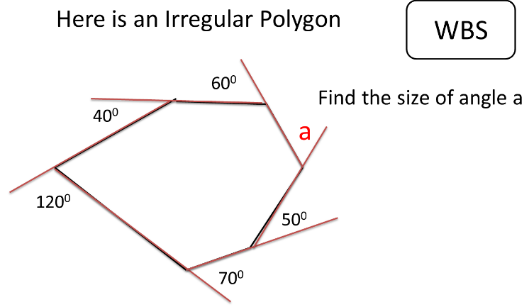 Here is an Irregular Polygon
WBS
60⁰
Find the size of angle a
40⁰
a
120⁰
50⁰
70⁰